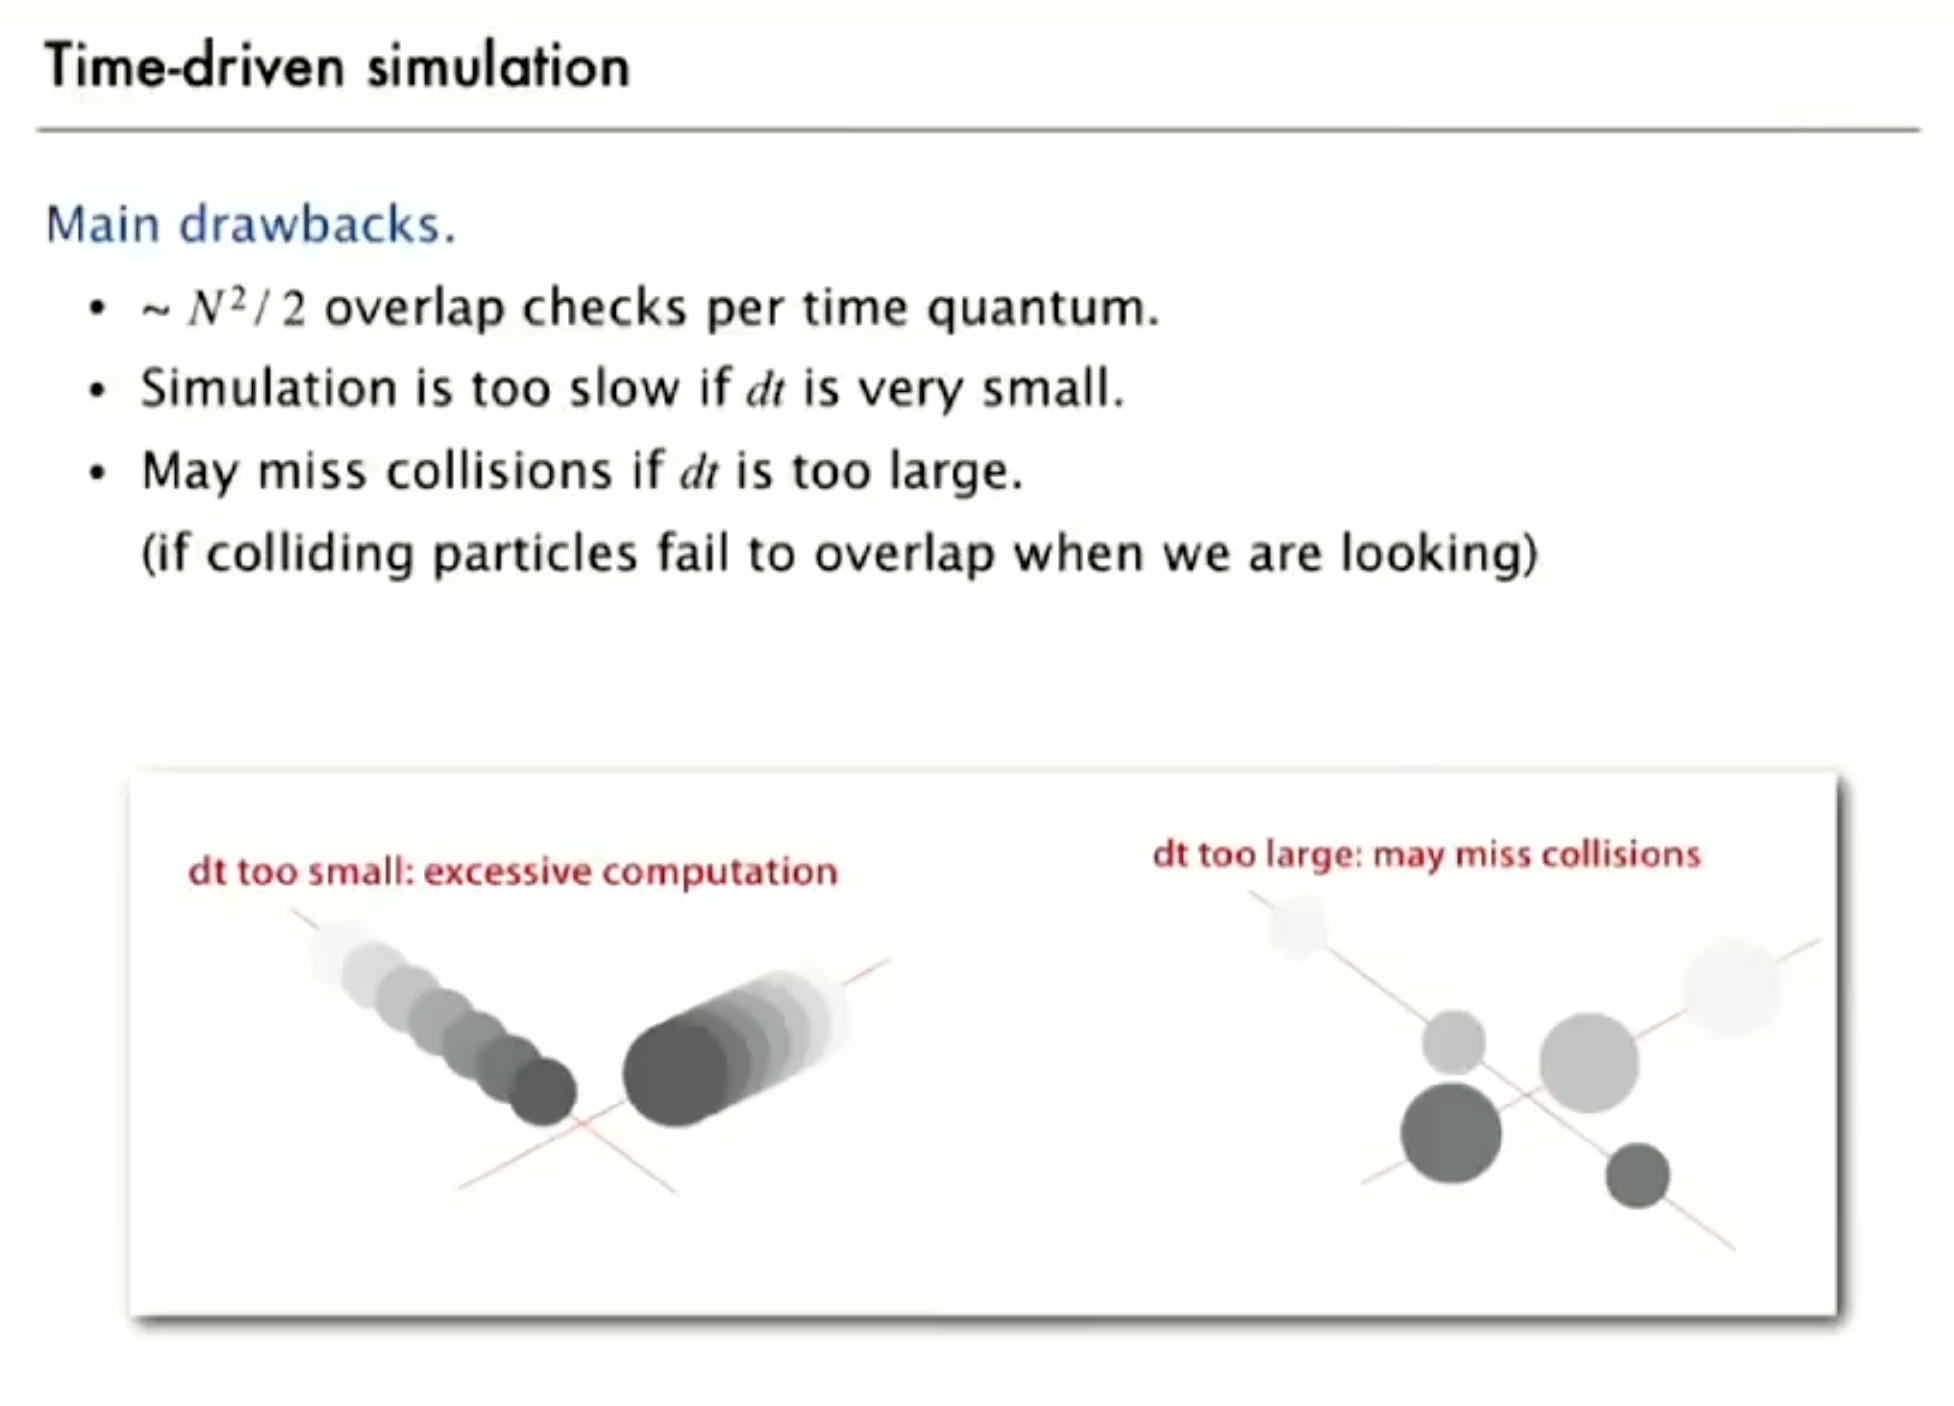 Time-driven simulation
Main drawbacks.
• ~ N²/ 2 overlap checks per time quantum.
• Simulation is too slow if dt is very small.
• May miss collisions if dt is too large.
(if colliding particles fail to overlap when we are looking)
dt too small: excessive computation
dt too large: may miss collisions